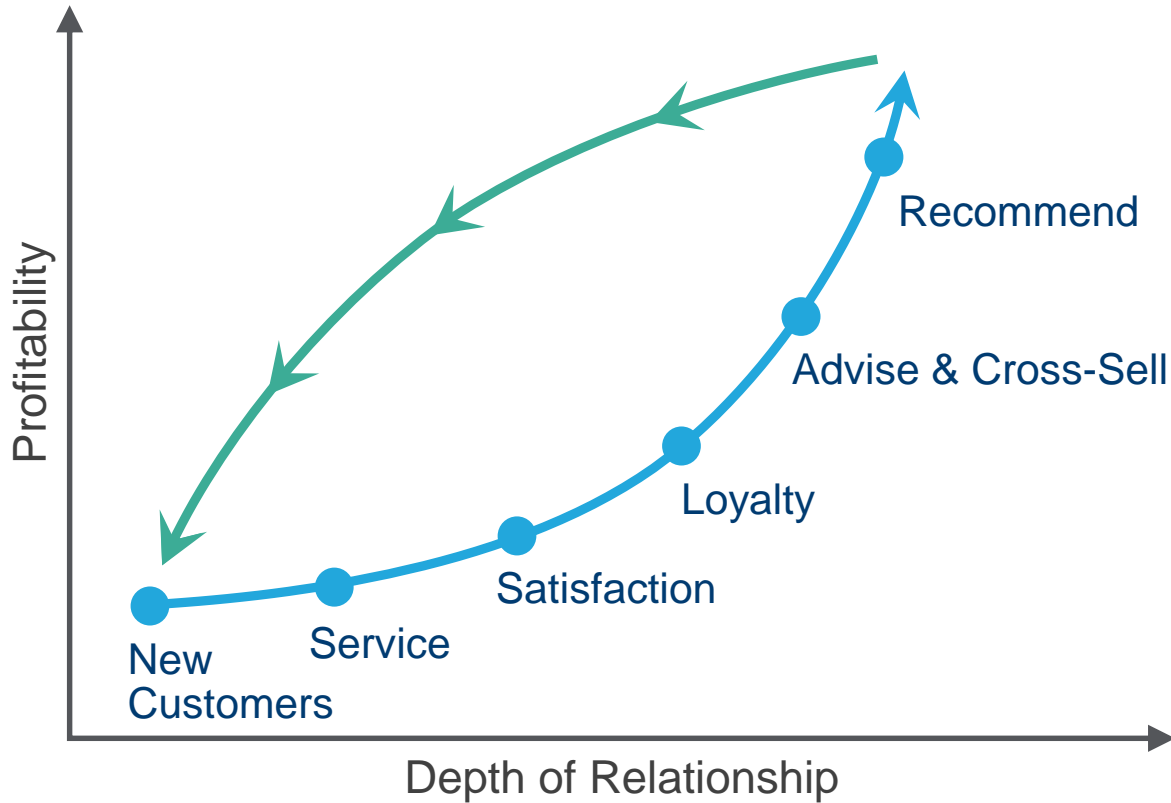 Profitability
Recommend
Advise & Cross-Sell
Loyalty
Satisfaction
Service
New
Customers
Depth of Relationship